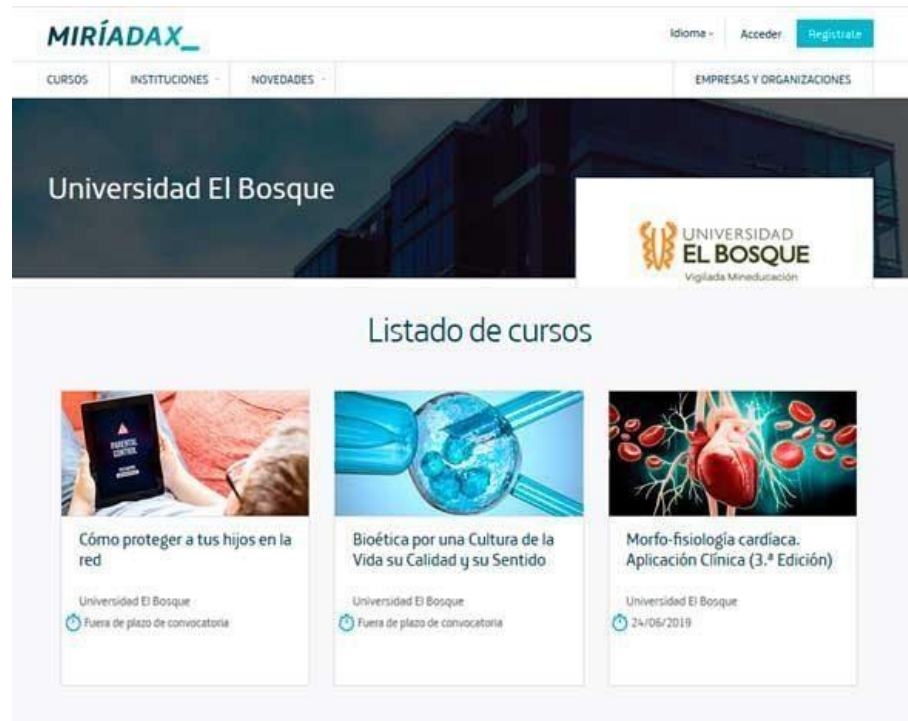 MIRÍADAX_
Idioma Acceder Regístrate
CURSOS INSTITUCIONES NOVEDADES EMPRESAS Y ORGANIZACIONES
Universidad El Bosque
UNIVERSIDAD
EL BOSQUE
Vigilada Mineducación
Listado de cursos
PARENTAL
CONTROL
Cómo proteger a tus hijos en la
red
Universidad El Bosque
Fuera de plazo de convocatoria
Bioética por una Cultura de la
Vida su Calidad y su Sentido
Universidad El Bosque
Fuera de plazo de convocatoria
Morfo-fisiología cardíaca.
Aplicación Clínica (3.ª Edición)
Universidad El Bosque
24/06/2019